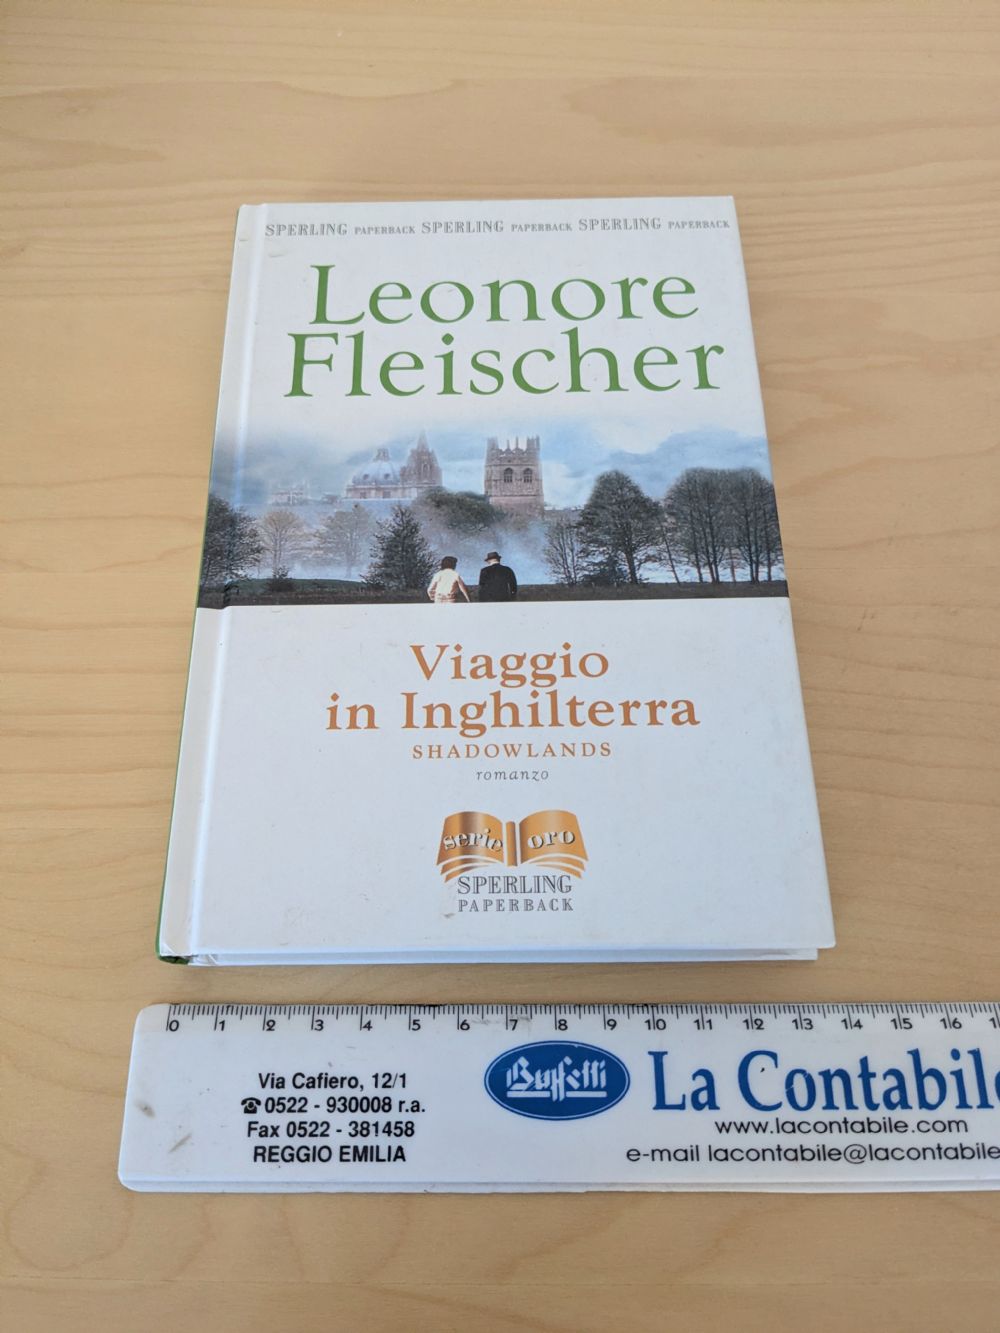 SPERLING PAPERBACK SPERLING PAPERBACK SPERLING PAPERBACK
Leonore
Fleischer
Viaggio
in Inghilterra
SHADOWLANDS
romanzo
serie oro
SPERLING
PAPERBACK
0 1 2 3 4 5 6 7 8 9 10 11 12 13 14 15 16 1
Via Cafiero, 12/1
☎0522 - 930008 r.a.
Fax 0522 - 381458
REGGIO EMILIA
Buffetti
La Contabile
www.lacontabile.com
e-mail lacontabile@lacontabile